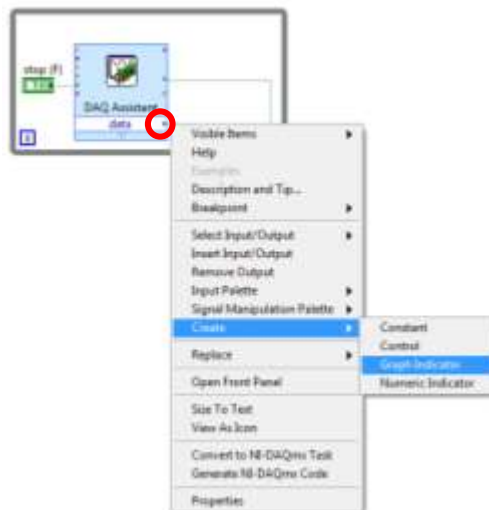 stop (F)
TF
DAQ Assistant
data
i
Visible Items
Help
Examples
Description and Tip...
Breakpoint
Select Input/Output
Insert Input/Output
Remove Output
Input Palette
Signal Manipulation Palette
Create
Constant
Control
Graph Indicator
Numeric Indicator
Replace
Open Front Panel
Size To Text
View As Icon
Convert to NI-DAQmx Task
Generate NI-DAQmx Code
Properties